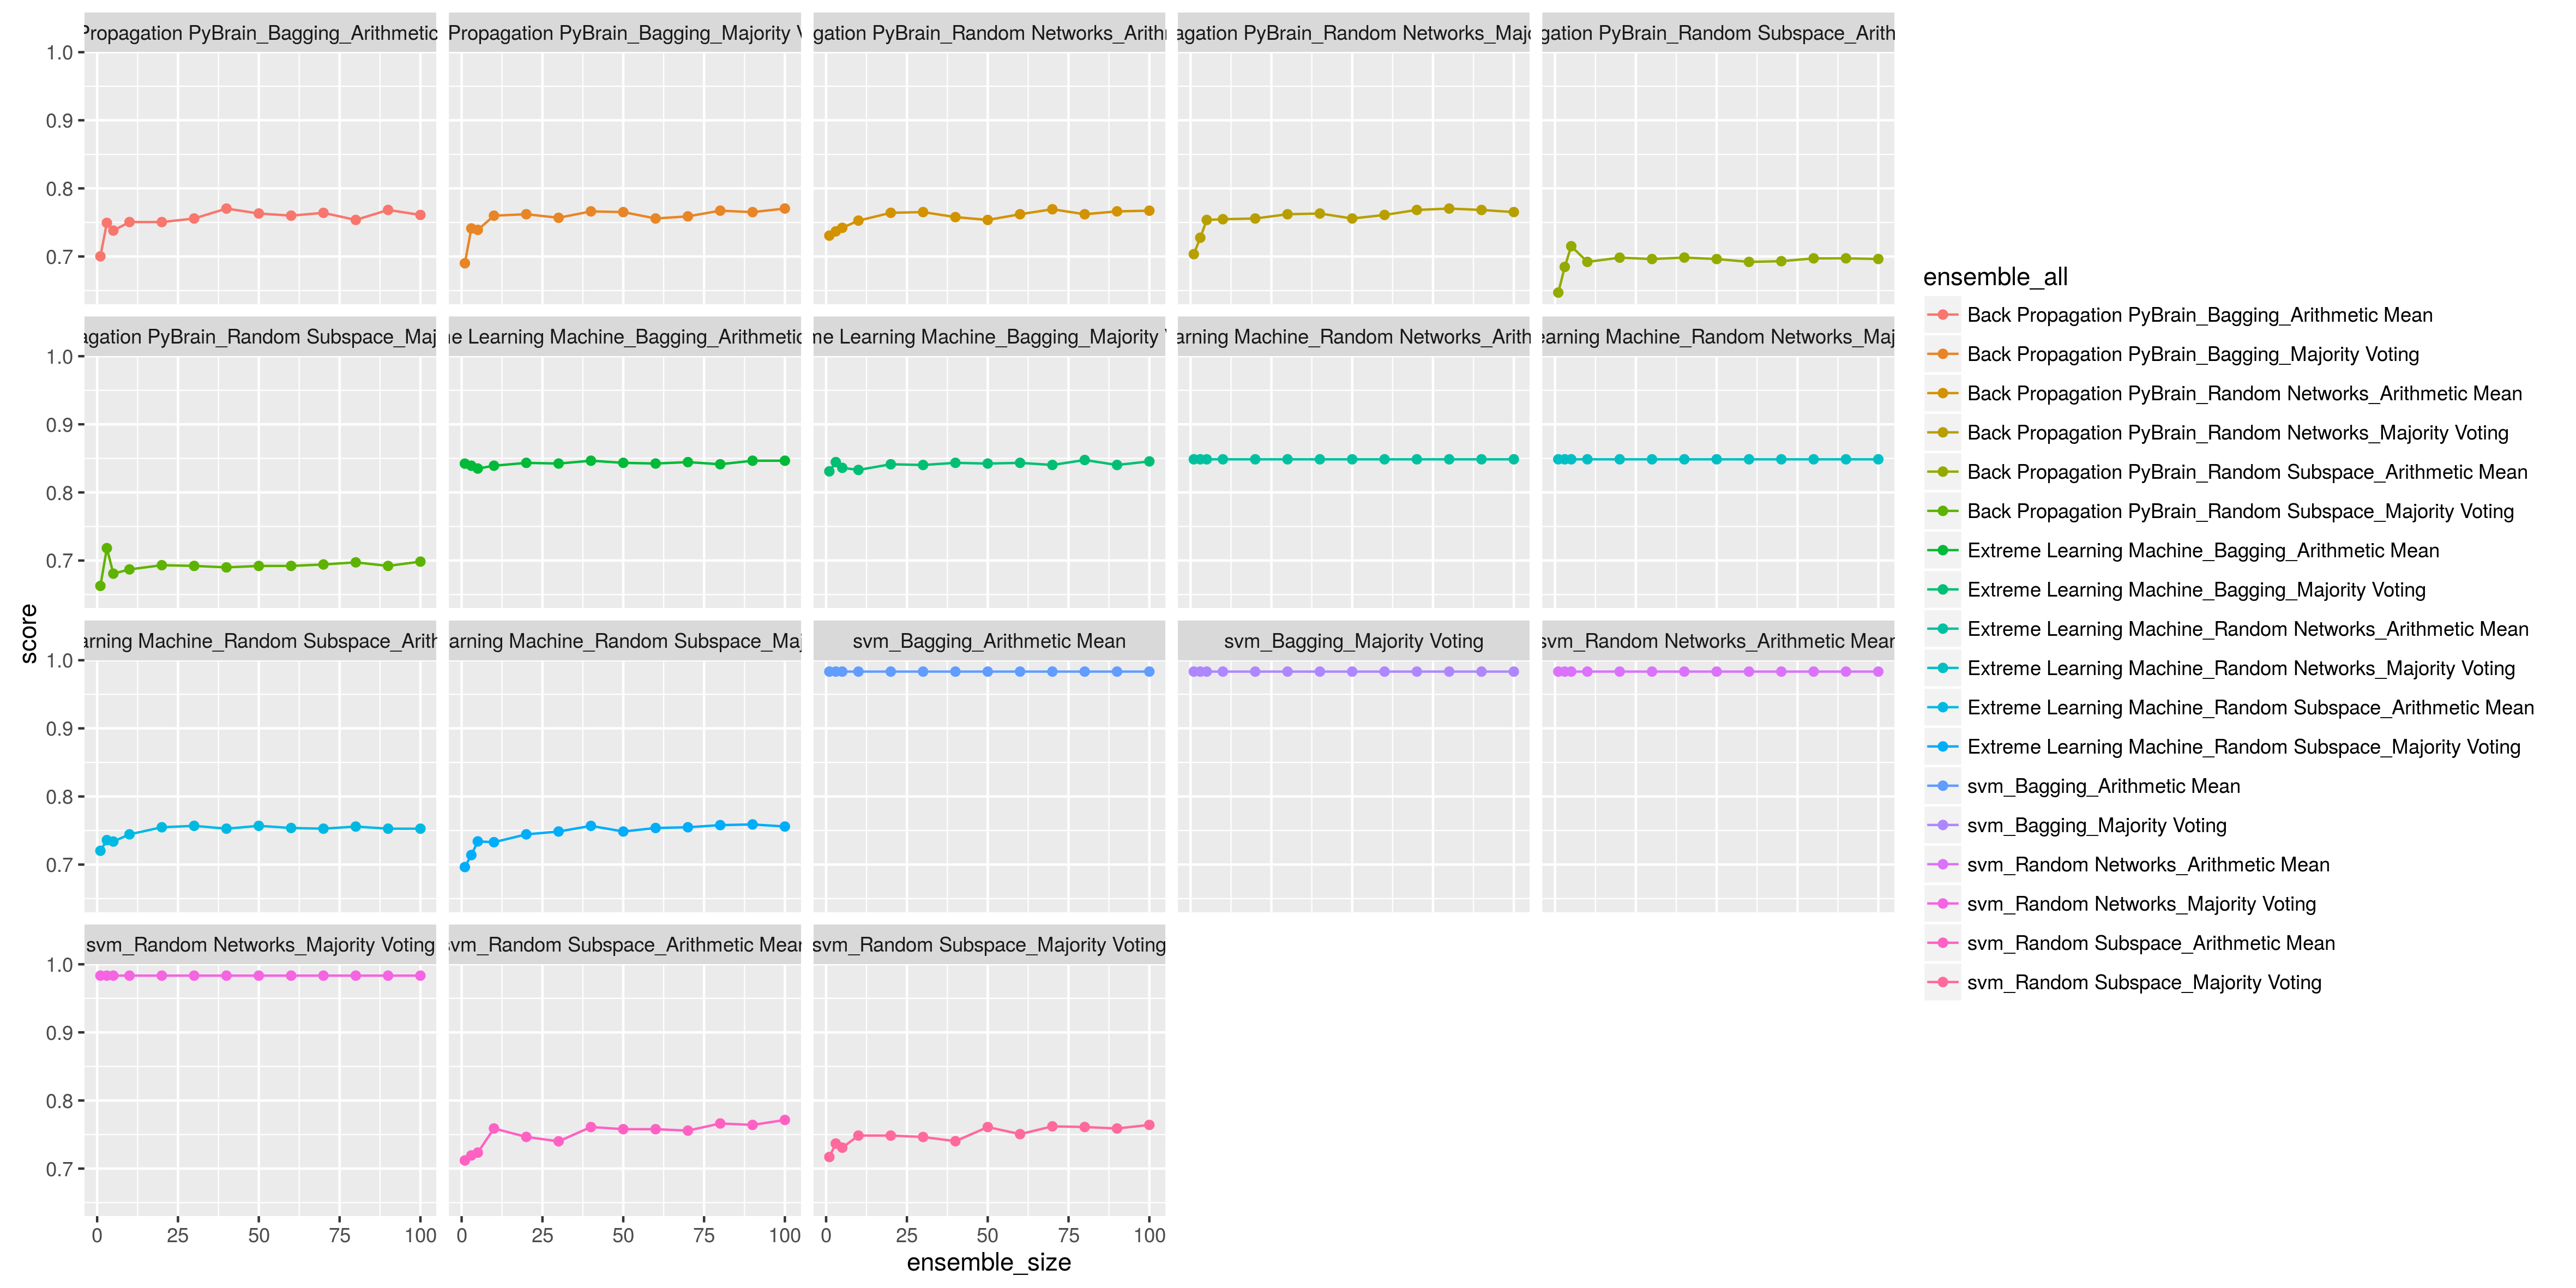 Propagation PyBrain_Bagging_Arithmetic
Propagation PyBrain_Bagging_Majority
gation PyBrain_Random Networks_Arith
agation PyBrain_Random Networks_Maj
gation PyBrain_Random Subspace_Arith
1.0
0.9
0.8
0.7
agation PyBrain_Random Subspace_Maj
e Learning Machine_Bagging_Arithmetic
ne Learning Machine_Bagging_Majority
arning Machine_Random Networks_Arith
earning Machine_Random Networks_Maj
1.0
0.9
0.8
0.7
arning Machine_Random Subspace_Arith
arning Machine_Random Subspace_Maj
svm_Bagging_Arithmetic Mean
svm_Bagging_Majority Voting
svm_Random Networks_Arithmetic Mean
1.0
0.9
0.8
0.7
svm_Random Networks_Majority Voting
svm_Random Subspace_Arithmetic Mean
svm_Random Subspace_Majority Voting
1.0
0.9
0.8
0.7
0 25 50 75 100
0 25 50 75 100
0 25 50 75 100
score
ensemble_size
ensemble_all
Back Propagation PyBrain_Bagging_Arithmetic Mean
Back Propagation PyBrain_Bagging_Majority Voting
Back Propagation PyBrain_Random Networks_Arithmetic Mean
Back Propagation PyBrain_Random Networks_Majority Voting
Back Propagation PyBrain_Random Subspace_Arithmetic Mean
Back Propagation PyBrain_Random Subspace_Majority Voting
Extreme Learning Machine_Bagging_Arithmetic Mean
Extreme Learning Machine_Bagging_Majority Voting
Extreme Learning Machine_Random Networks_Arithmetic Mean
Extreme Learning Machine_Random Networks_Majority Voting
Extreme Learning Machine_Random Subspace_Arithmetic Mean
Extreme Learning Machine_Random Subspace_Majority Voting
svm_Bagging_Arithmetic Mean
svm_Bagging_Majority Voting
svm_Random Networks_Arithmetic Mean
svm_Random Networks_Majority Voting
svm_Random Subspace_Arithmetic Mean
svm_Random Subspace_Majority Voting